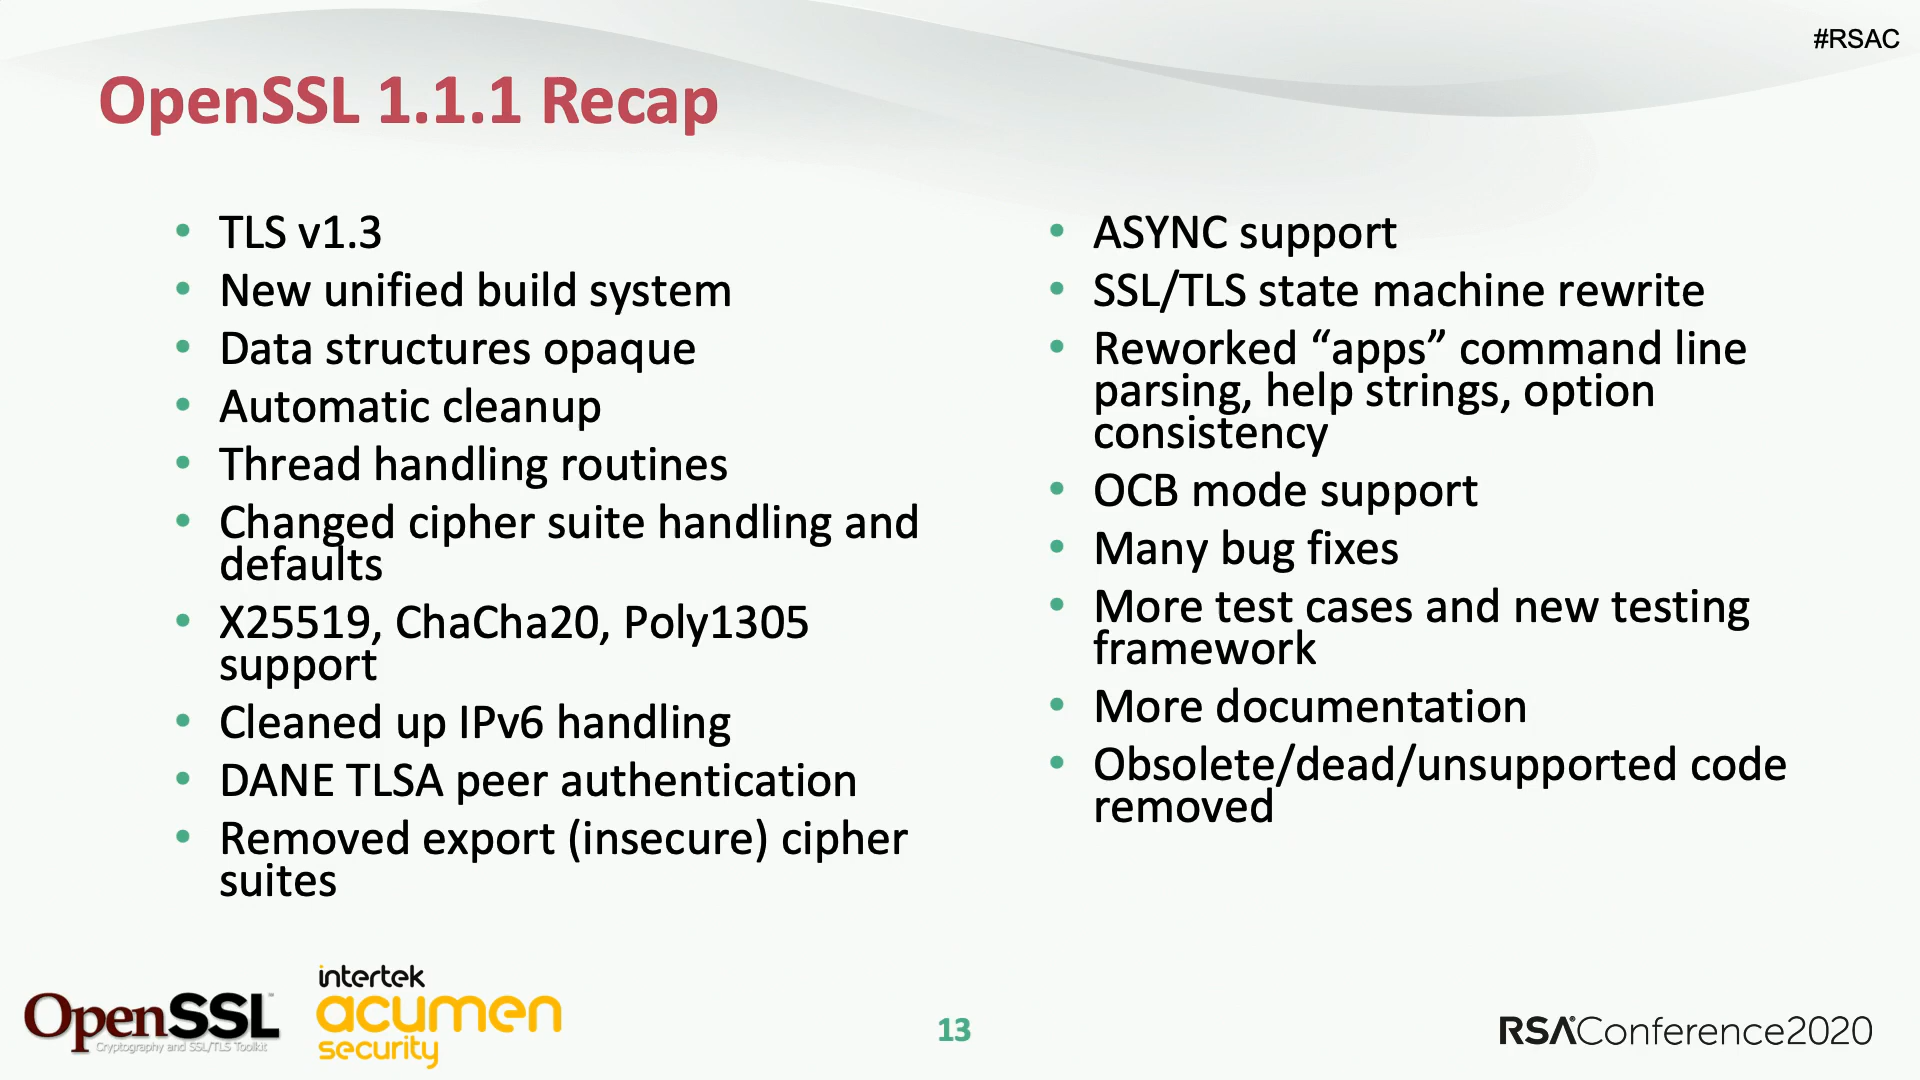 #RSAC
OpenSSL 1.1.1 Recap
• TLS v1.3
• New unified build system
• Data structures opaque
• Automatic cleanup
• Thread handling routines
• Changed cipher suite handling and
defaults
• X25519, ChaCha20, Poly1305
support
• Cleaned up IPv6 handling
• DANE TLSA peer authentication
• Removed export (insecure) cipher
suites
• ASYNC support
• SSL/TLS state machine rewrite
• Reworked “apps” command line
parsing, help strings, option
consistency
• OCB mode support
• Many bug fixes
• More test cases and new testing
framework
• More documentation
• Obsolete/dead/unsupported code
removed
OpenSSL™
Cryptography and SSL/TLS Toolkit
intertek
acumen
security
13
RSA®Conference2020